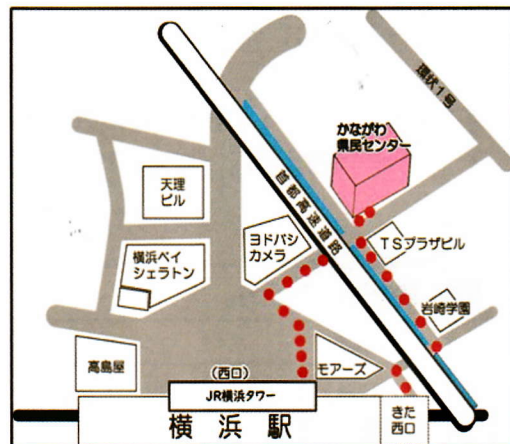 環状1号
かながわ
県民センター
首都高速道路
天理
ビル
ヨドバシ
カメラ
TSプラザビル
横浜ベイ
シェラトン
岩崎学園
高島屋
(西口)
モアーズ
JR横浜タワー
横浜駅
きた
西口